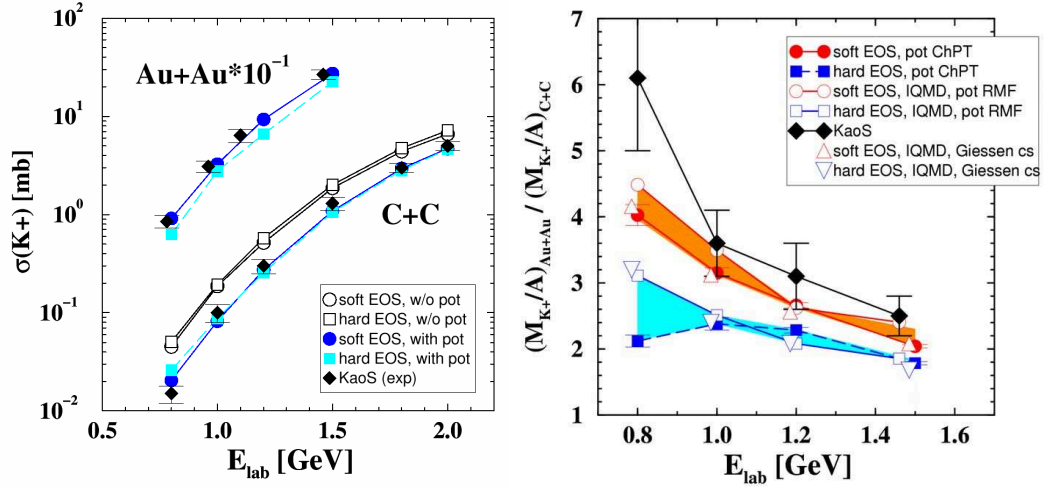 10²
10¹
10⁰
10⁻¹
10⁻²
σ(K+) [mb]
Au+Au*10⁻¹
C+C
soft EOS, w/o pot
hard EOS, w/o pot
soft EOS, with pot
hard EOS, with pot
KaoS (exp)
0.5 1.0 1.5 2.0
E_lab [GeV]
7
6
5
4
3
2
1
(M_K+/A)_Au+Au / (M_K+/A)_C+C
soft EOS, pot ChPT
hard EOS, pot ChPT
soft EOS, IQMD, pot RMF
hard EOS, IQMD, pot RMF
KaoS
soft EOS, IQMD, Giessen cs
hard EOS, IQMD, Giessen cs
0.8 1.0 1.2 1.4 1.6
E_lab [GeV]